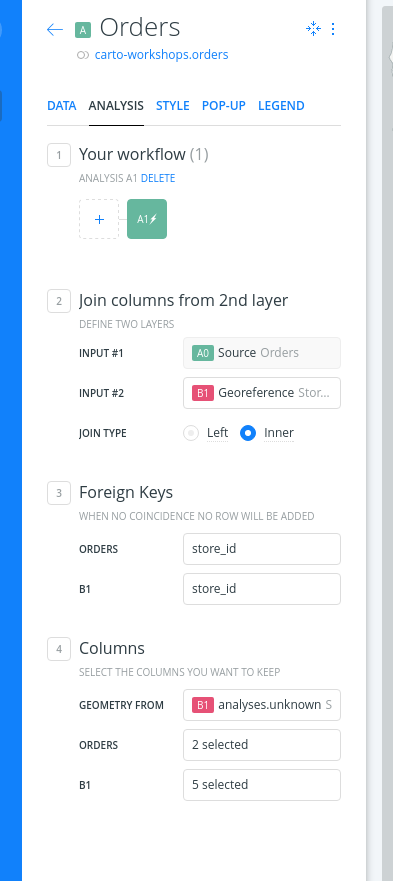 A Orders
carto-workshops.orders
DATA ANALYSIS STYLE POP-UP LEGEND
1 Your workflow (1)
ANALYSIS A1 DELETE
+ A1
2 Join columns from 2nd layer
DEFINE TWO LAYERS
INPUT #1 A0 Source Orders
INPUT #2 B1 Georeference Stor...
JOIN TYPE Left Inner
3 Foreign Keys
WHEN NO COINCIDENCE NO ROW WILL BE ADDED
ORDERS store_id
B1 store_id
4 Columns
SELECT THE COLUMNS YOU WANT TO KEEP
GEOMETRY FROM B1 analyses.unknown S
ORDERS 2 selected
B1 5 selected